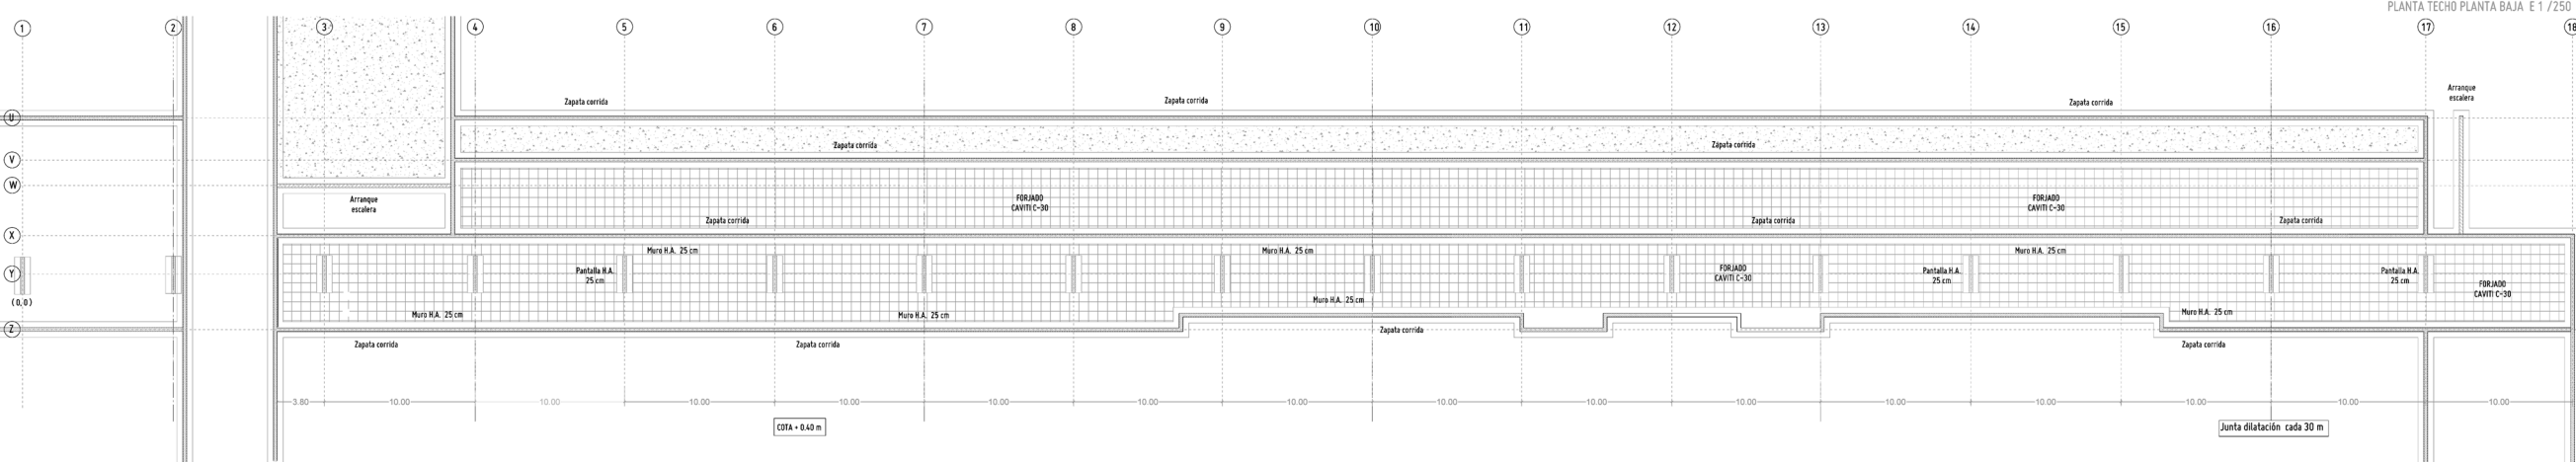 PLANTA TECHO PLANTA BAJA E 1 /250
1 2 3 4 5 6 7 8 9 10 11 12 13 14 15 16 17 18
Zapata corrida
Zapata corrida
Zapata corrida
Arranque
escalera
U
Zapata corrida
Zapata corrida
V
W
Arranque
escalera
FORJADO
CAVITI C-30
FORJADO
CAVITI C-30
Zapata corrida
Zapata corrida
Zapata corrida
X
Muro H.A. 25 cm
Muro H.A. 25 cm
Muro H.A. 25 cm
Y
Pantalla H.A.
25 cm
FORJADO
CAVITI C-30
Pantalla H.A.
25 cm
Pantalla H.A.
25 cm
FORJADO
CAVITI C-30
(0,0)
Muro H.A. 25 cm
Muro H.A. 25 cm
Muro H.A. 25 cm
Muro H.A. 25 cm
Z
Zapata corrida
Zapata corrida
Zapata corrida
Zapata corrida
3.80 10.00 10.00 10.00 10.00 10.00 10.00 10.00 10.00 10.00 10.00 10.00 10.00 10.00 10.00 10.00
COTA + 0.40 m
Junta dilatación cada 30 m